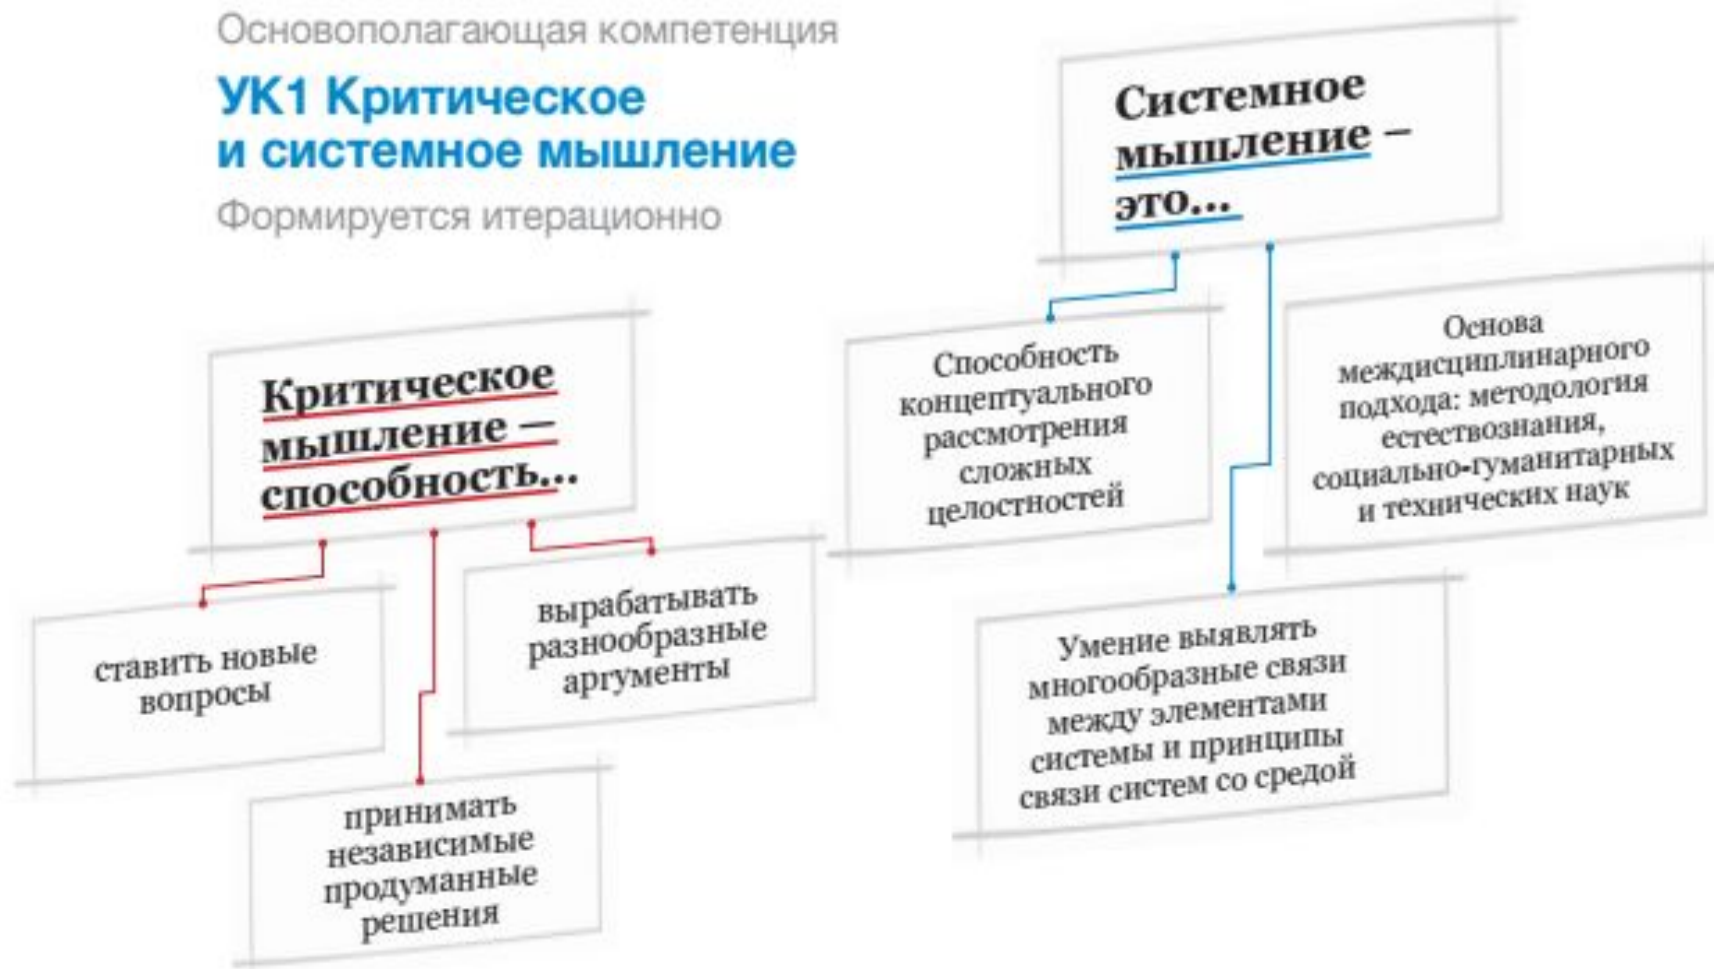 Основополагающая компетенция
УК1 Критическое
и системное мышление
Формируется итерационно
Критическое
мышление —
способность...
ставить новые
вопросы
принимать
независимые
продуманные
решения
вырабатывать
разнообразные
аргументы
Системное
мышление –
это...
Способность
концептуального
рассмотрения
сложных
целостностей
Умение выявлять
многообразные связи
между элементами
системы и принципы
связи систем со средой
Основа
междисциплинарного
подхода: методология
естествознания,
социально-гуманитарных
и технических наук